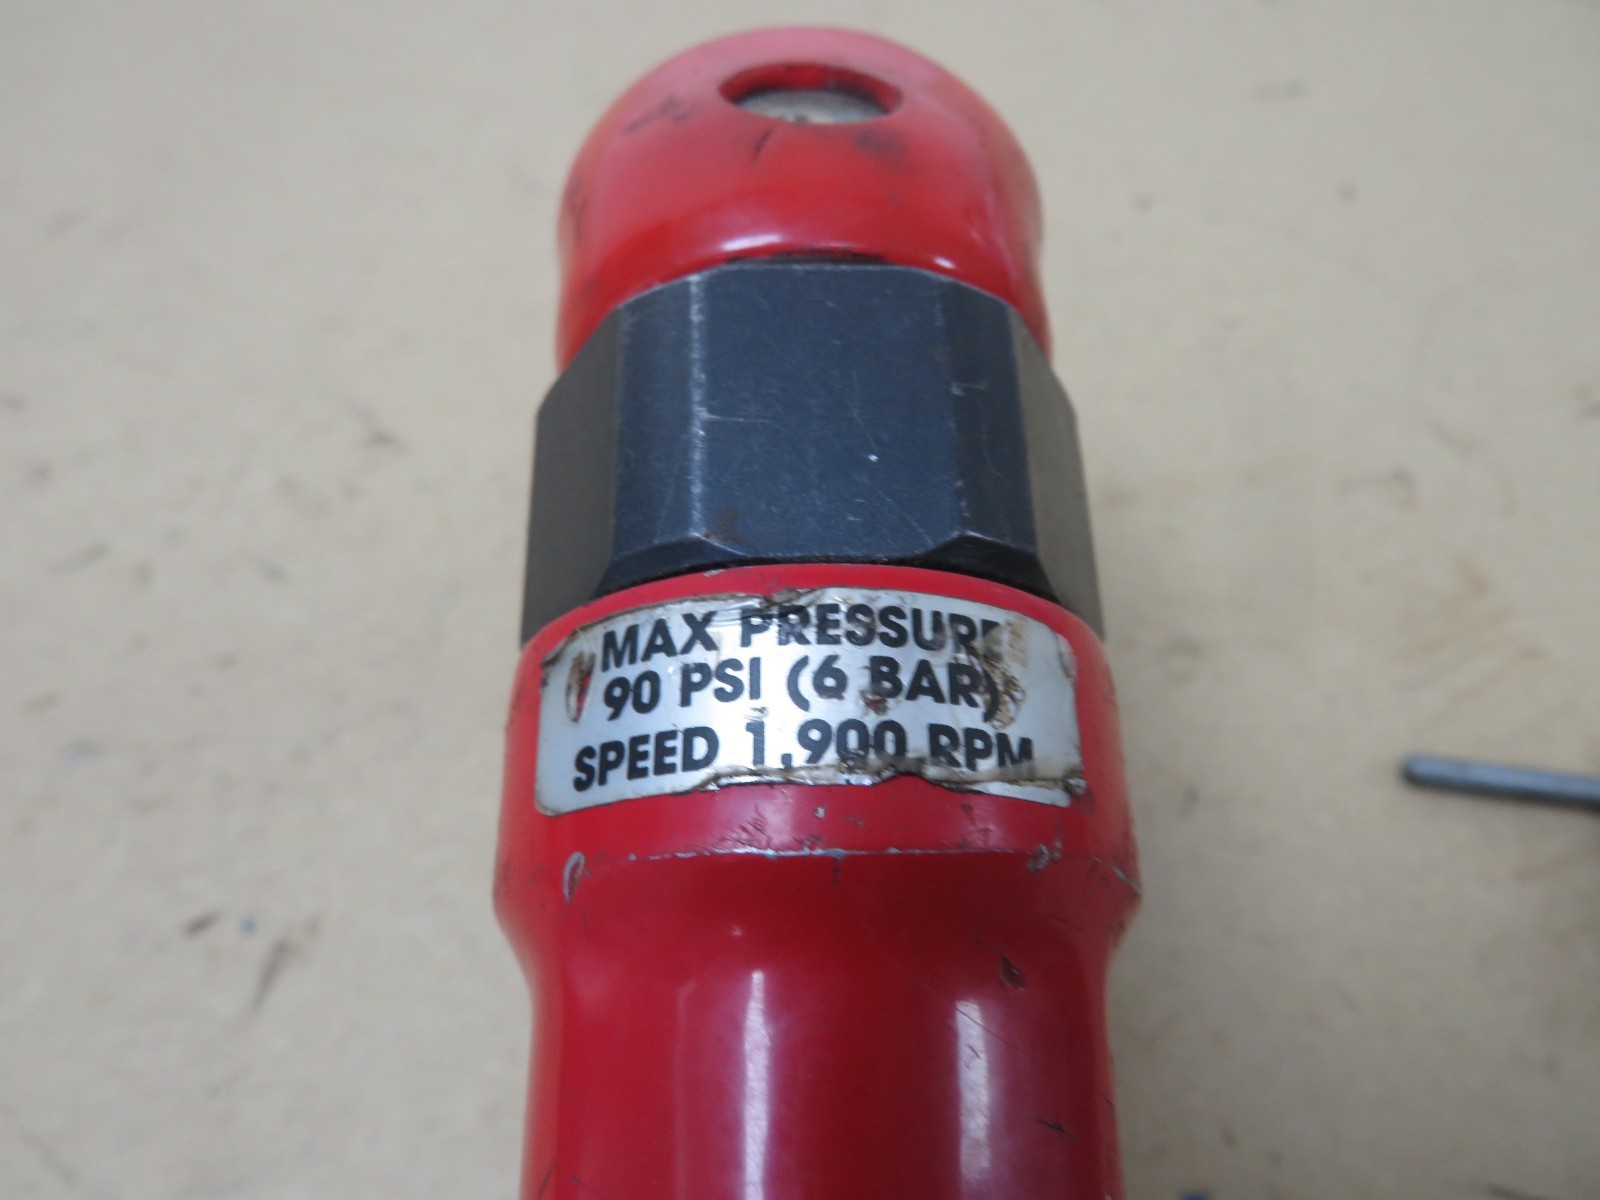 MAX PRESSURE
90 PSI (6 BAR)
SPEED 1,900 RPM